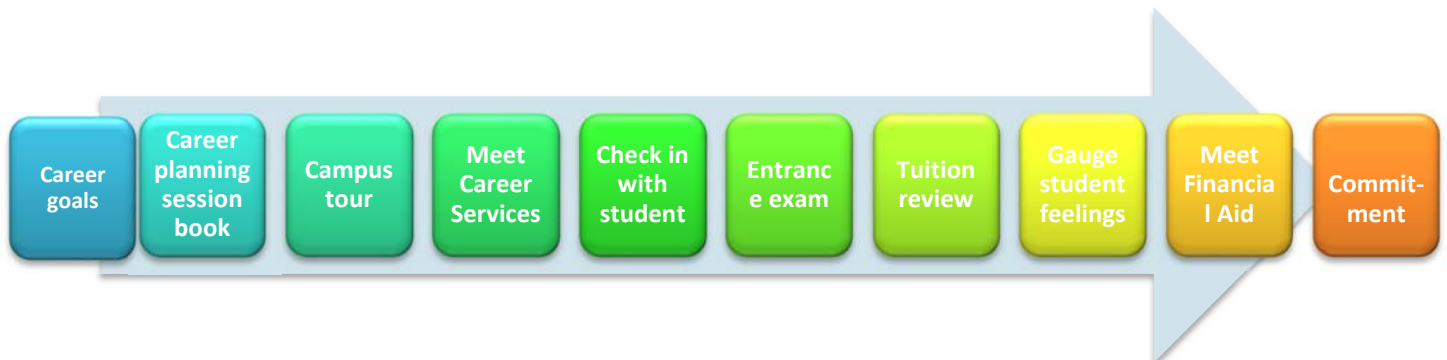 Career
goals
Career
planning
session
book
Campus
tour
Meet
Career
Services
Check in
with
student
Entranc
e exam
Tuition
review
Gauge
student
feelings
Meet
Financia
l Aid
Commit-
ment